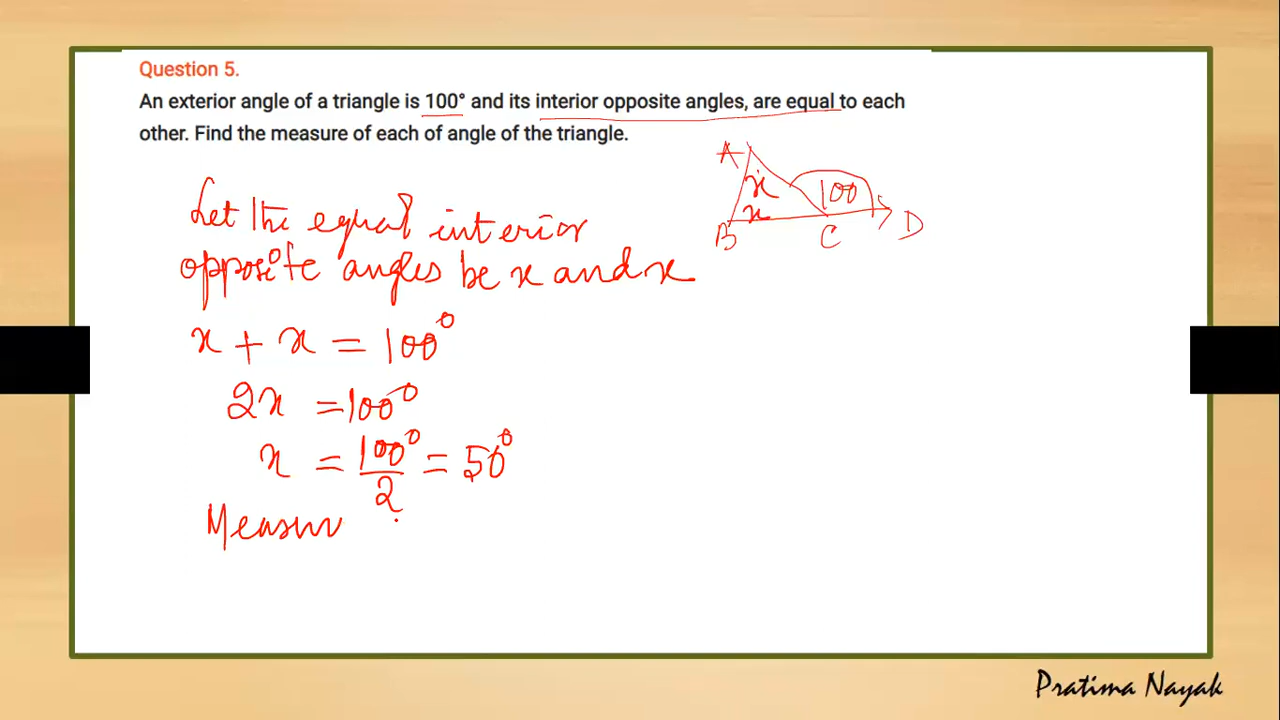 Question 5.
An exterior angle of a triangle is 100° and its interior opposite angles, are equal to each
other. Find the measure of each of angle of the triangle.
A
x
100
x
B
C
D
Let the equal interior
opposite angles be x and x
x + x = 100°
2x = 100°
x = 100°/2 = 50°
Measur
Pratima Nayak